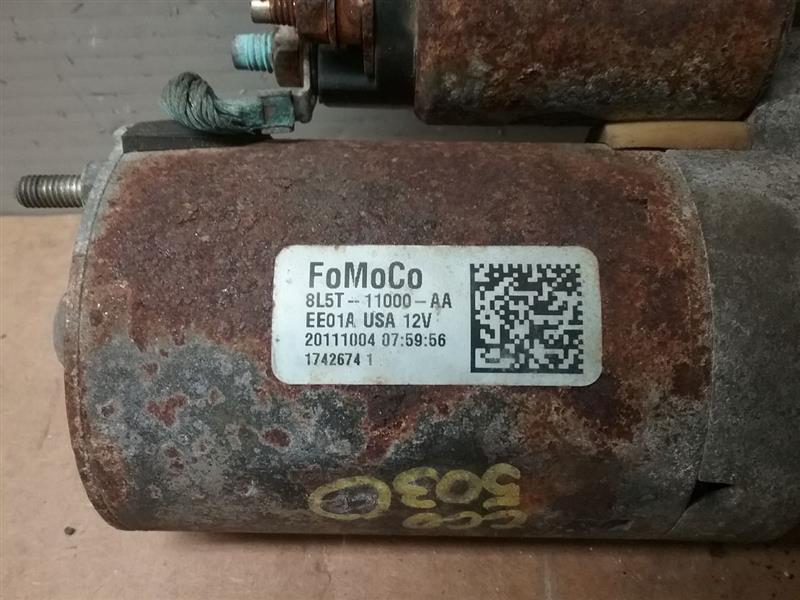 FoMoCo
8L5T-11000-AA
EE01A USA 12V
20111004 07:59:56
1742674 1
503